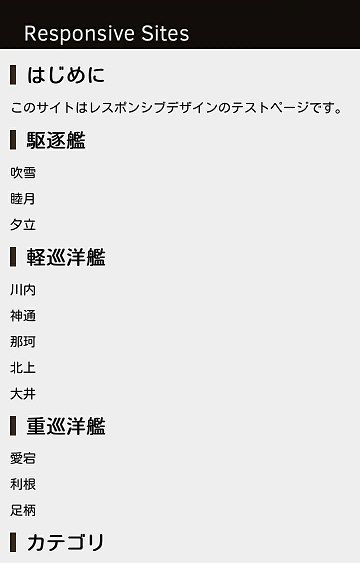 Responsive Sites
はじめに
このサイトはレスポンシブデザインのテストページです。
駆逐艦
吹雪
睦月
夕立
軽巡洋艦
川内
神通
那珂
北上
大井
重巡洋艦
愛宕
利根
足柄
カテゴリ